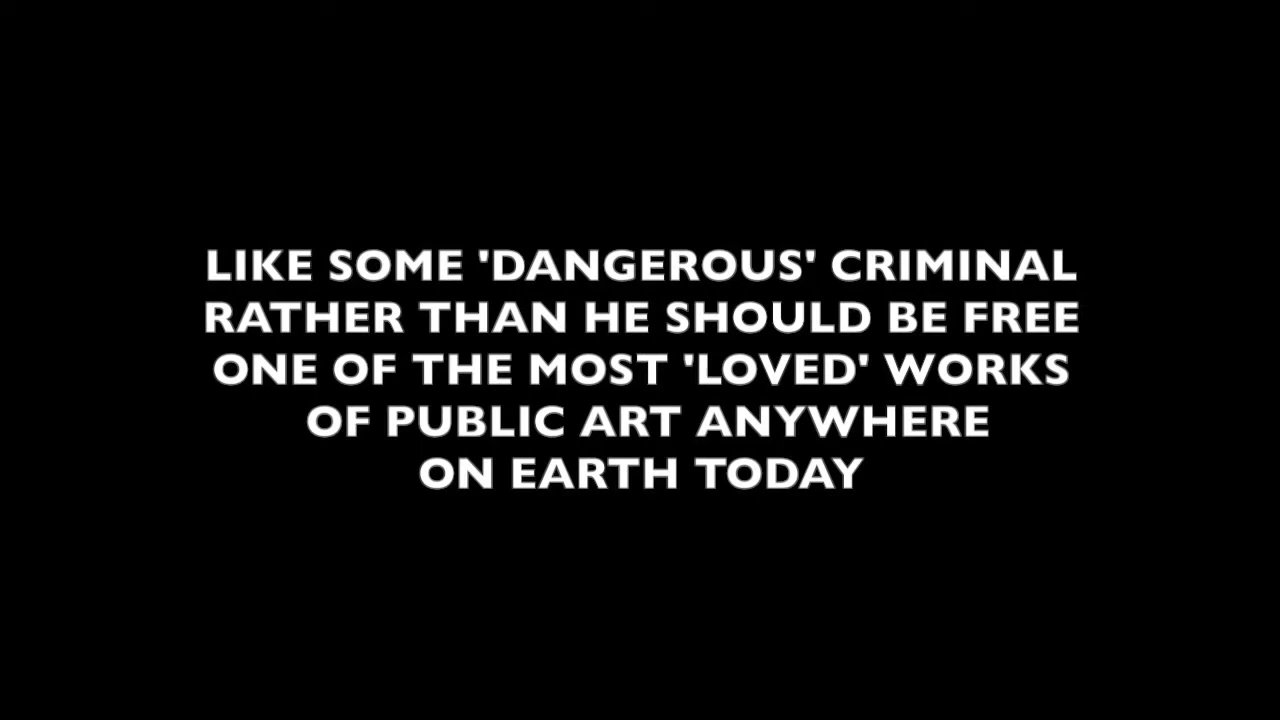 LIKE SOME 'DANGEROUS' CRIMINAL
RATHER THAN HE SHOULD BE FREE
ONE OF THE MOST 'LOVED' WORKS
OF PUBLIC ART ANYWHERE
ON EARTH TODAY